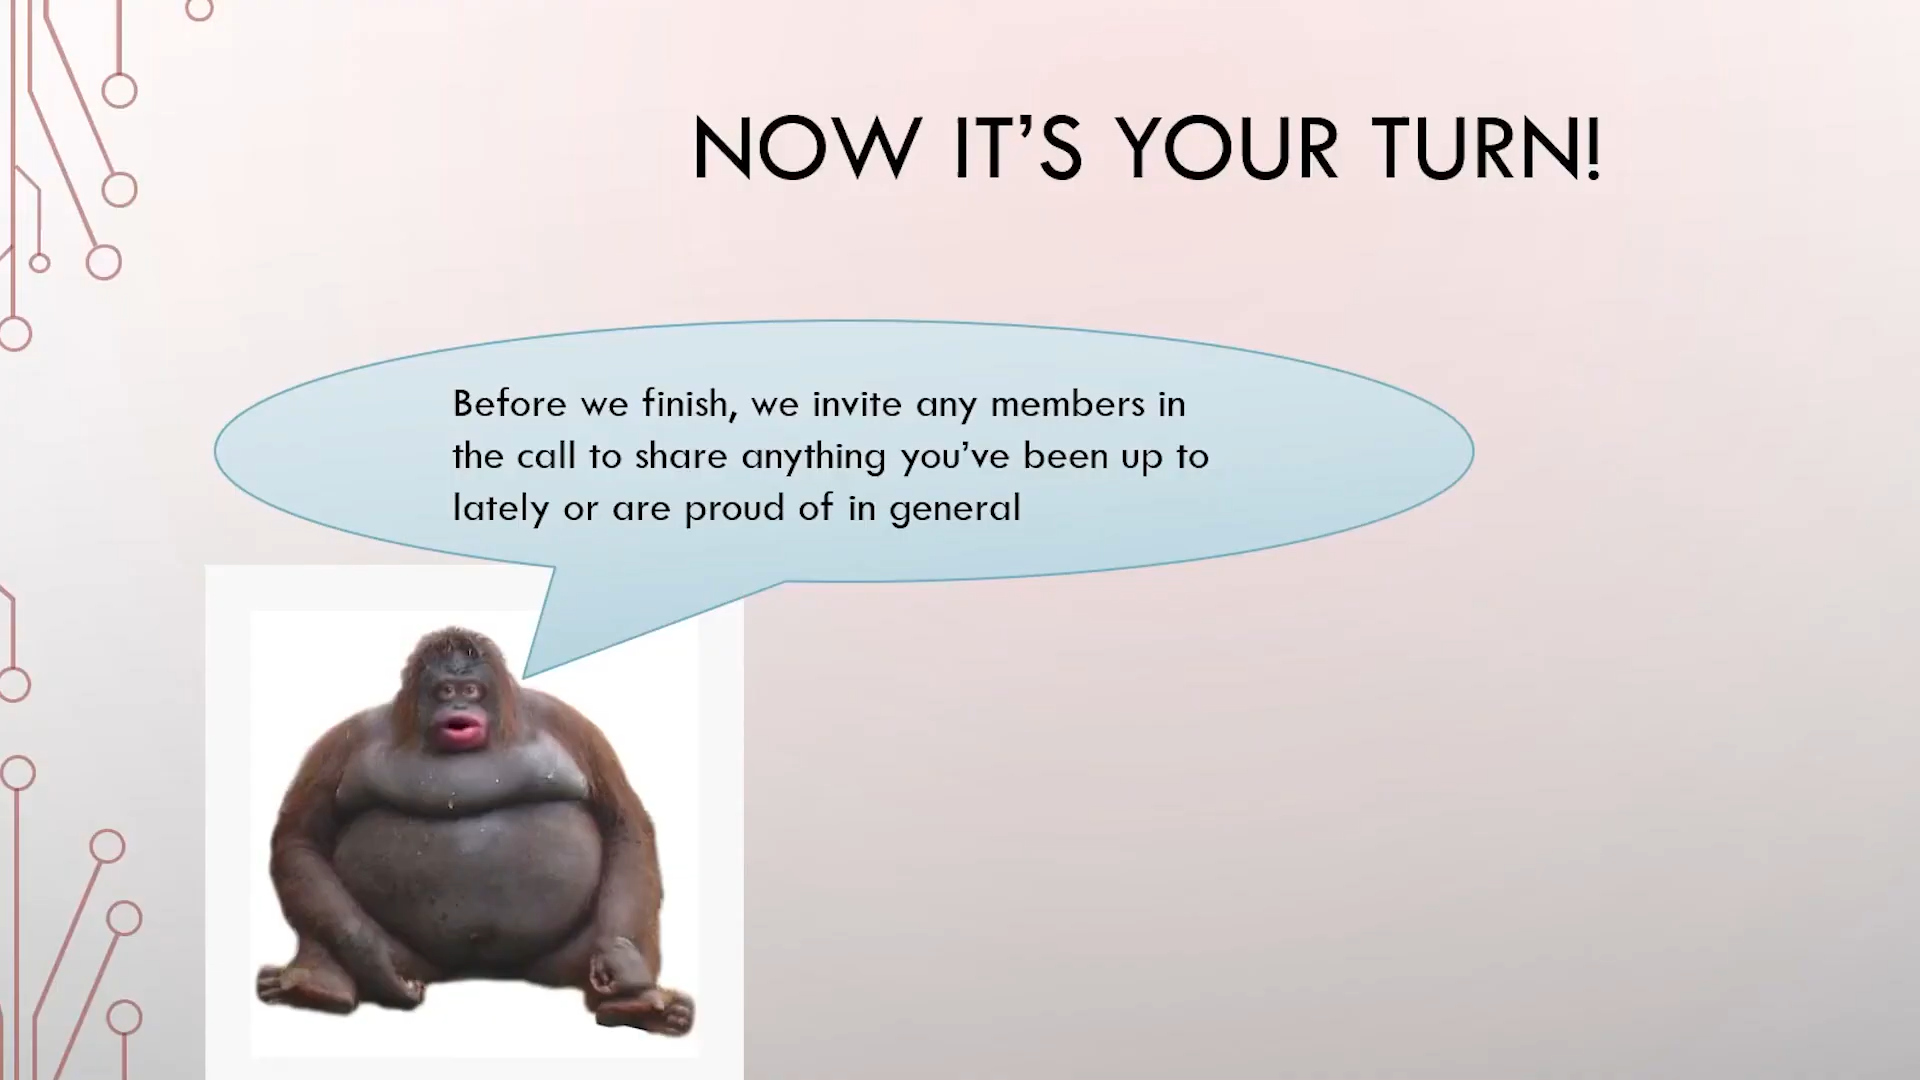 NOW IT’S YOUR TURN!
Before we finish, we invite any members in
the call to share anything you’ve been up to
lately or are proud of in general